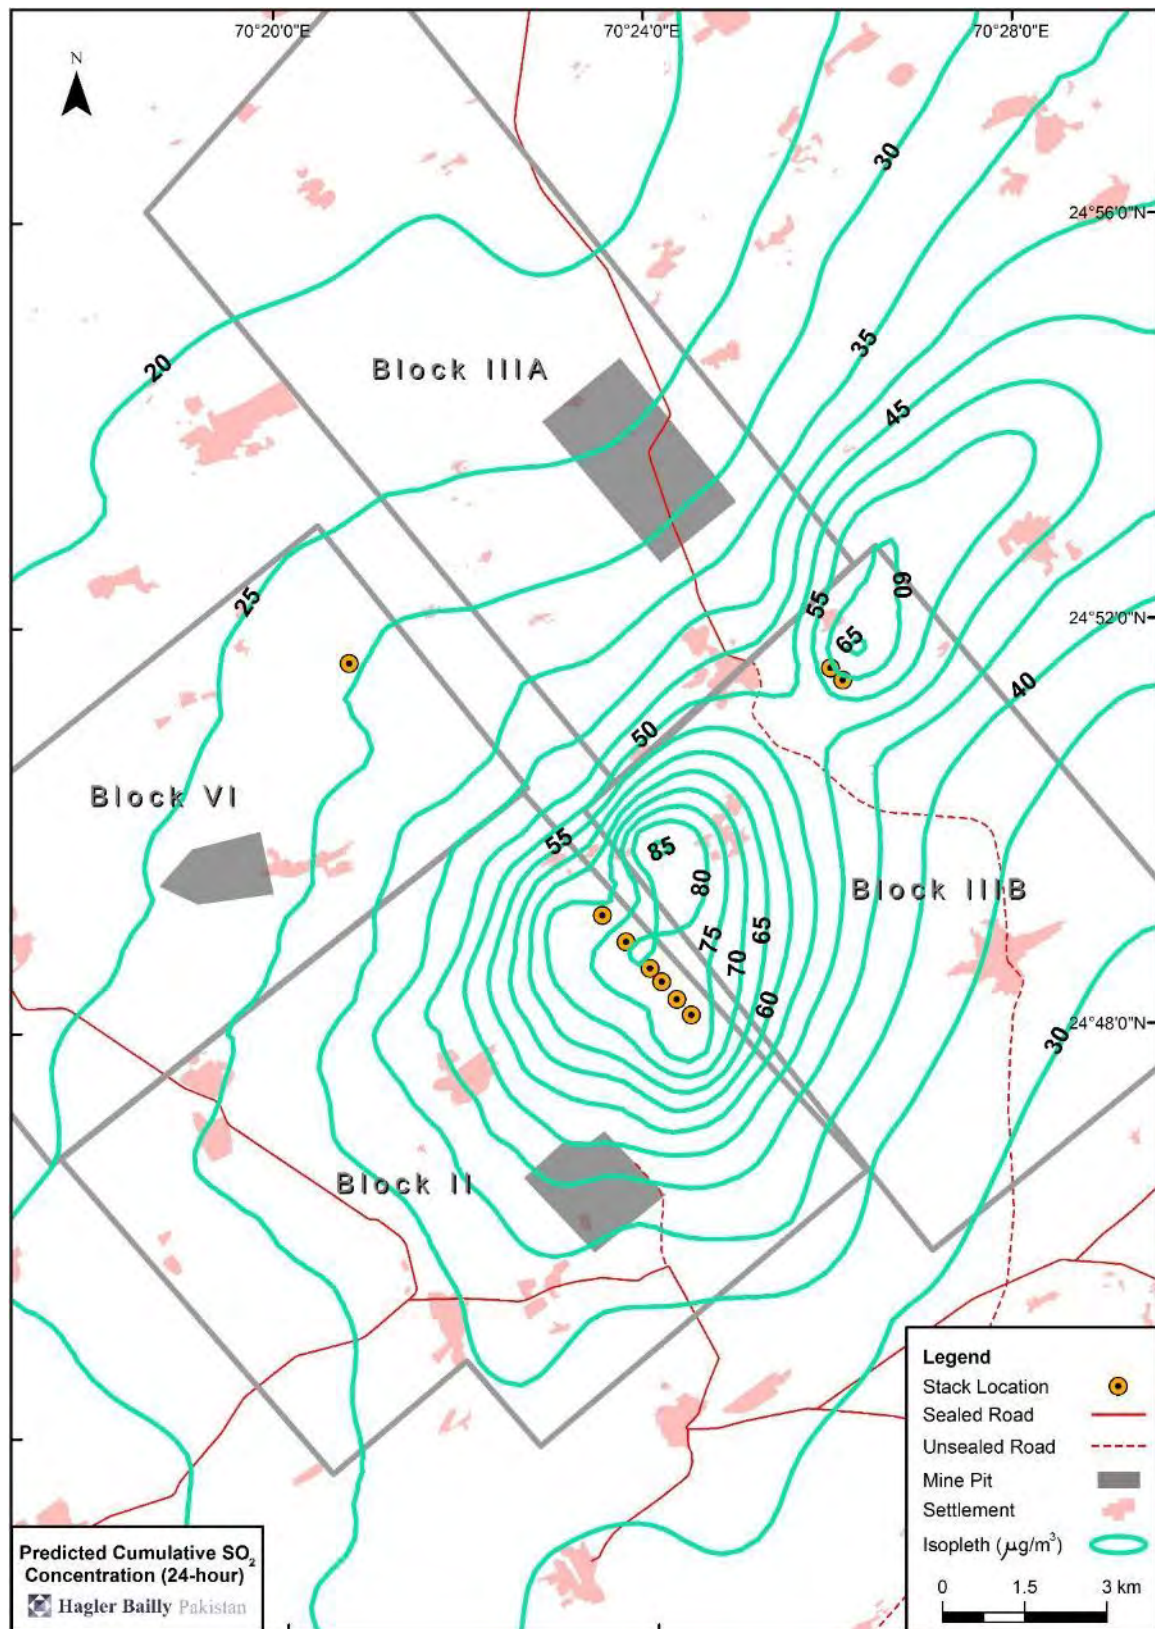 70°20'0"E
70°24'0"E
70°28'0"E
N
30
24°56'0"N
35
20
Block IIIA
45
25
55
60
65
24°52'0"N
40
50
Block VI
55
85
80
Block IIIB
75
70
65
60
24°48'0"N
30
Block II
Legend
Stack Location
Sealed Road
Unsealed Road
Mine Pit
Settlement
Isopleth (μg/m³)
0 1.5 3 km
Predicted Cumulative SO₂
Concentration (24-hour)
Hagler Bailly Pakistan